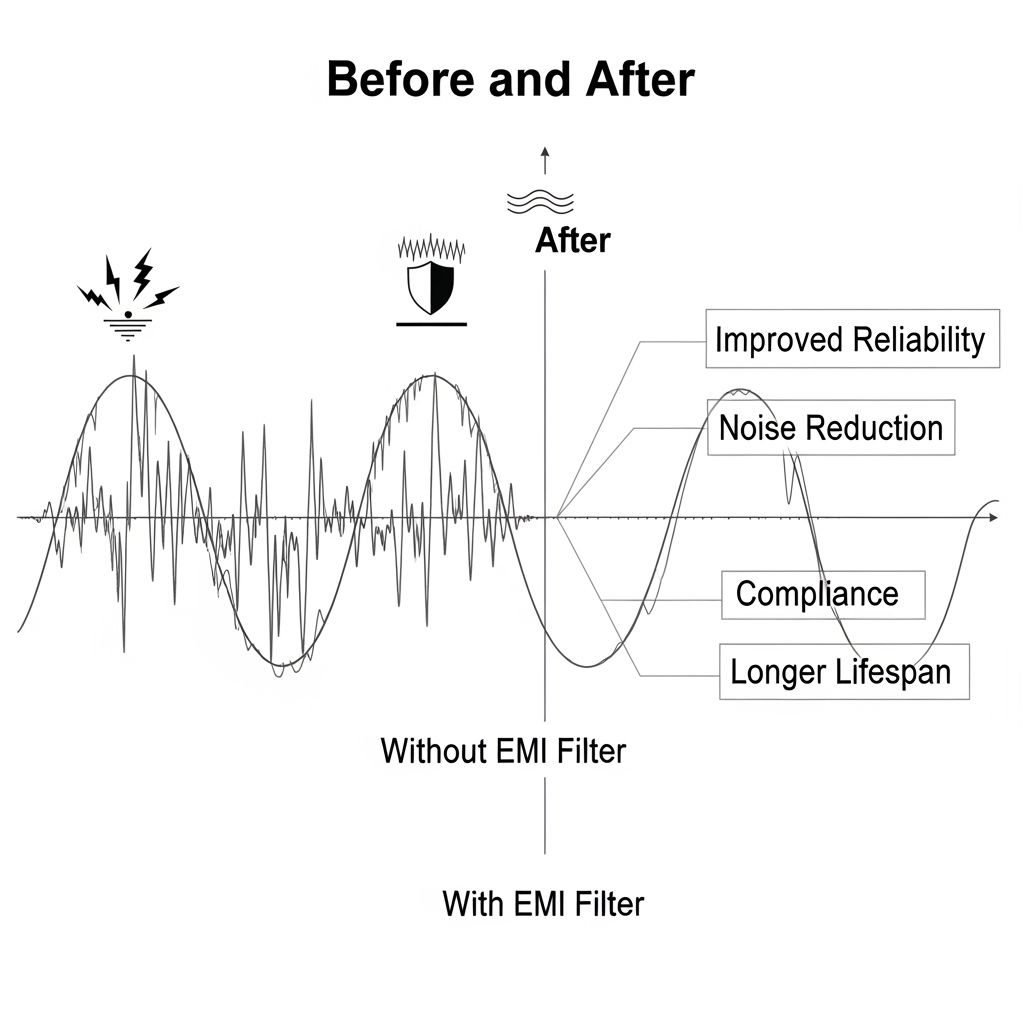 Before and After
After
Improved Reliability
Noise Reduction
Compliance
Longer Lifespan
Without EMI Filter
With EMI Filter